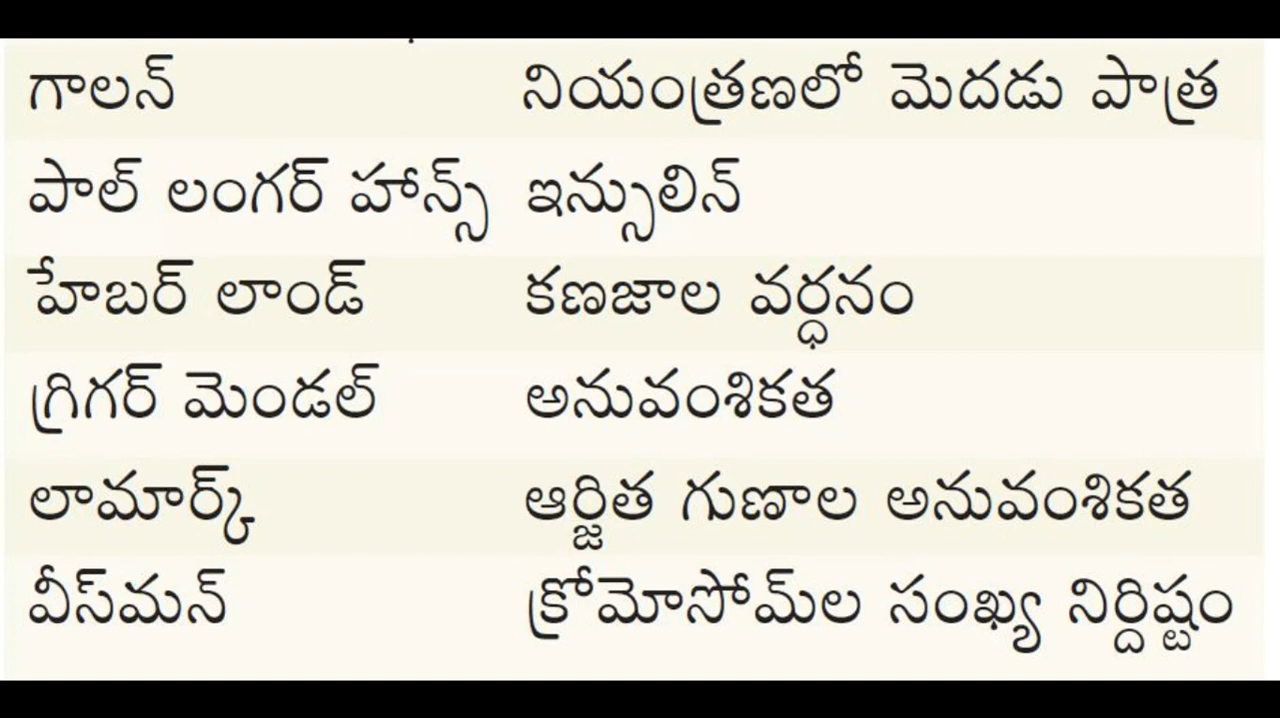 గాలన్ నియంత్రణలో మెదడు పాత్ర
పాల్ లంగర్ హాన్స్ ఇన్సులిన్
హేబర్ లాండ్ కణజాల వర్ధనం
గ్రిగర్ మెండల్ అనువంశికత
లామార్క్ ఆర్జిత గుణాల అనువంశికత
వీస్‌మన్ క్రోమోసోమ్‌ల సంఖ్య నిర్దిష్టం